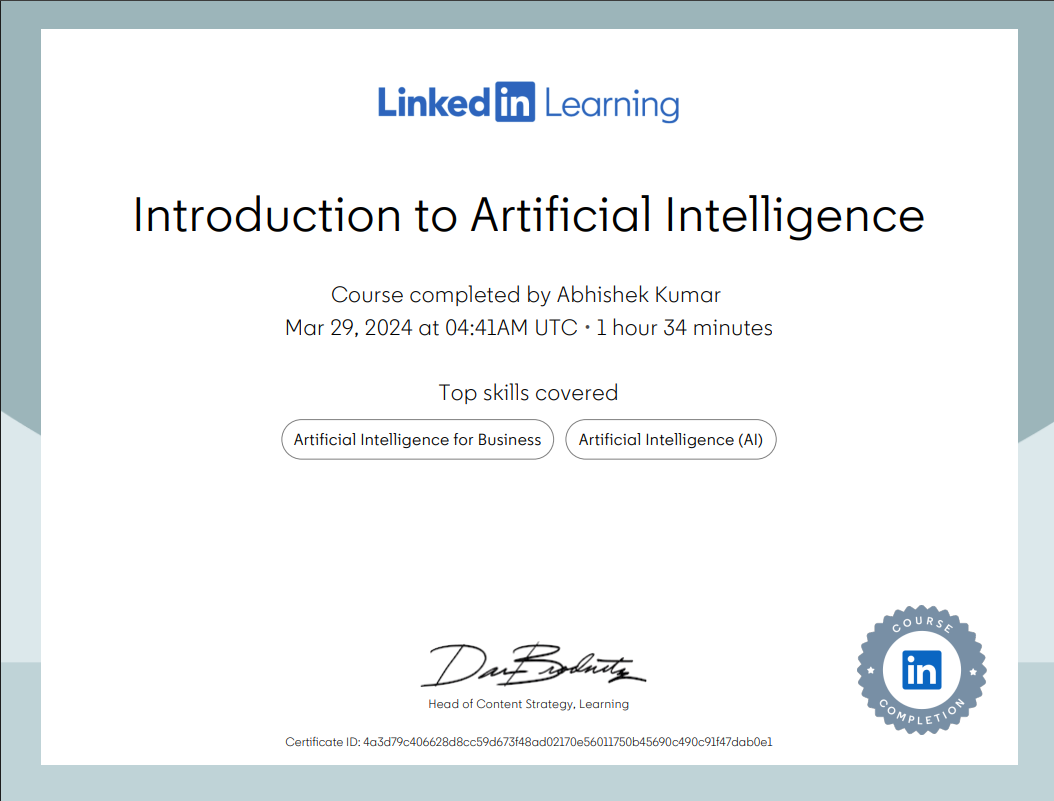 Linked in Learning
Introduction to Artificial Intelligence
Course completed by Abhishek Kumar
Mar 29, 2024 at 04:41AM UTC • 1 hour 34 minutes
Top skills covered
Artificial Intelligence for Business
Artificial Intelligence (AI)
Dan Brodnitz
Head of Content Strategy, Learning
Certificate ID: 4a3d79c406628d8cc59d673f48ad02170e56011750b45690c490c91f47dab0e1
COURSE
in
COMPLETION